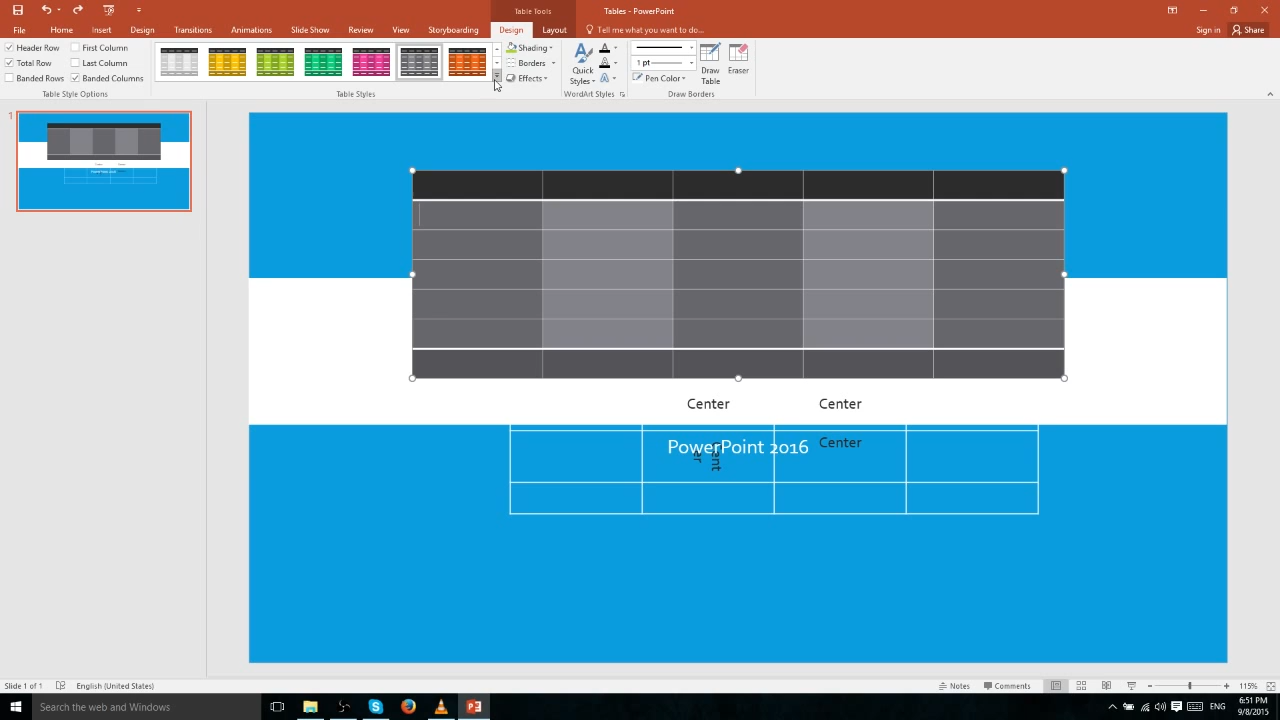 Table Tools
Tables - PowerPoint
File Home Insert Design Transitions Animations Slide Show Review View Storyboarding Design Layout Tell me what you want to do... Sign in Share
Header Row First Column
Total Row Last Column
Banded Rows Banded Columns
Table Style Options
Table Styles
Shading
Borders
Effects
Quick
Styles
WordArt Styles
1 pt
Pen Color
Draw
Table
Eraser
Draw Borders
1
Center Center
PowerPoint 2016
Center
Slide 1 of 1 English (United States) Notes Comments 115%
Search the web and Windows
ENG
6:51 PM
9/8/2015